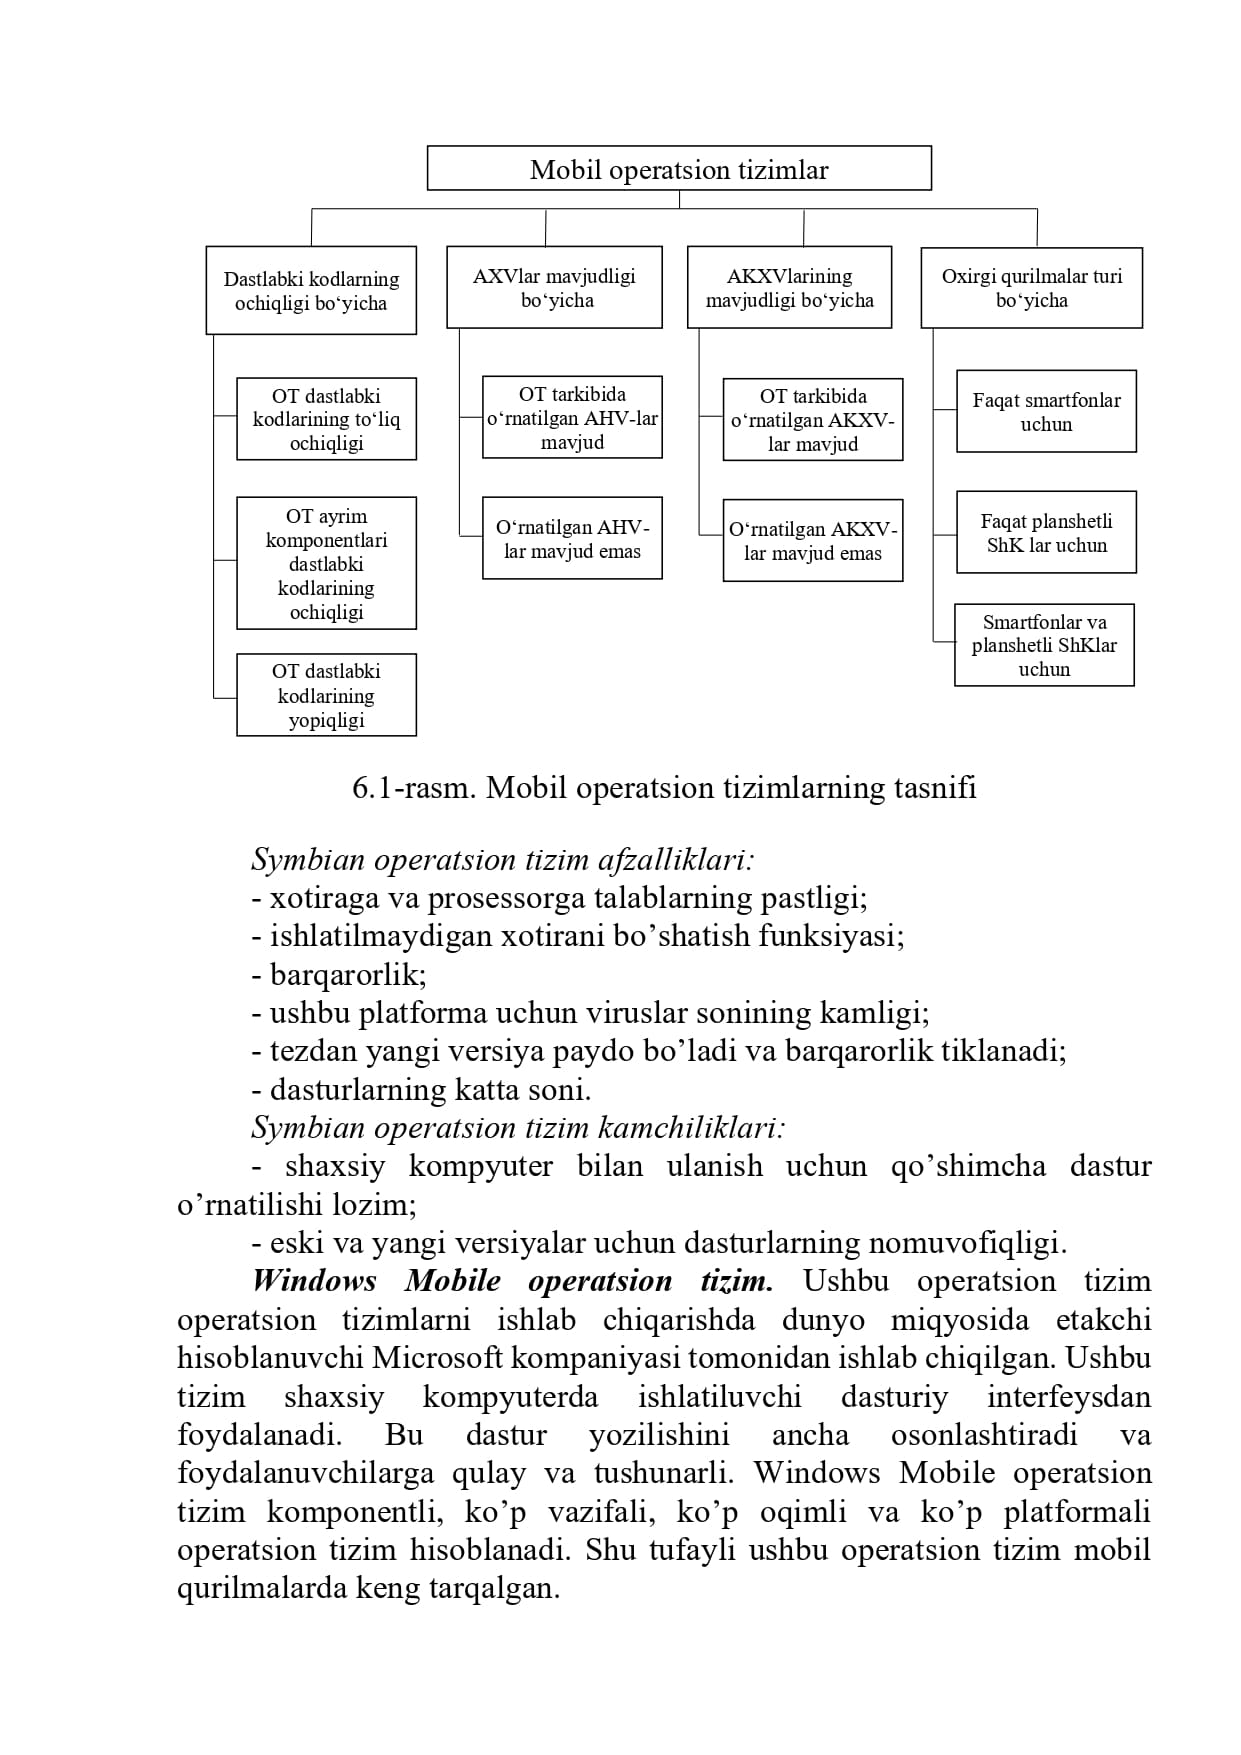 Mobil operatsion tizimlar
Dastlabki kodlarning
ochiqligi bo‘yicha
AXVlar mavjudligi
bo‘yicha
AKXVlarining
mavjudligi bo‘yicha
Oxirgi qurilmalar turi
bo‘yicha
OT dastlabki
kodlarining to‘liq
ochiqligi
OT ayrim
komponentlari
dastlabki
kodlarining
ochiqligi
OT dastlabki
kodlarining
yopiqligi
OT tarkibida
o‘rnatilgan AHV-lar
mavjud
O‘rnatilgan AHV-
lar mavjud emas
OT tarkibida
o‘rnatilgan AKXV-
lar mavjud
O‘rnatilgan AKXV-
lar mavjud emas
Faqat smartfonlar
uchun
Faqat planshetli
ShK lar uchun
Smartfonlar va
planshetli ShKlar
uchun
6.1-rasm. Mobil operatsion tizimlarning tasnifi
Symbian operatsion tizim afzalliklari:
- xotiraga va prosessorga talablarning pastligi;
- ishlatilmaydigan xotirani bo’shatish funksiyasi;
- barqarorlik;
- ushbu platforma uchun viruslar sonining kamligi;
- tezdan yangi versiya paydo bo’ladi va barqarorlik tiklanadi;
- dasturlarning katta soni.
Symbian operatsion tizim kamchiliklari:
- shaxsiy kompyuter bilan ulanish uchun qo’shimcha dastur
o’rnatilishi lozim;
- eski va yangi versiyalar uchun dasturlarning nomuvofiqligi.
Windows Mobile operatsion tizim. Ushbu operatsion tizim
operatsion tizimlarni ishlab chiqarishda dunyo miqyosida etakchi
hisoblanuvchi Microsoft kompaniyasi tomonidan ishlab chiqilgan. Ushbu
tizim shaxsiy kompyuterda ishlatiluvchi dasturiy interfeysdan
foydalanadi. Bu dastur yozilishini ancha osonlashtiradi va
foydalanuvchilarga qulay va tushunarli. Windows Mobile operatsion
tizim komponentli, ko’p vazifali, ko’p oqimli va ko’p platformali
operatsion tizim hisoblanadi. Shu tufayli ushbu operatsion tizim mobil
qurilmalarda keng tarqalgan.